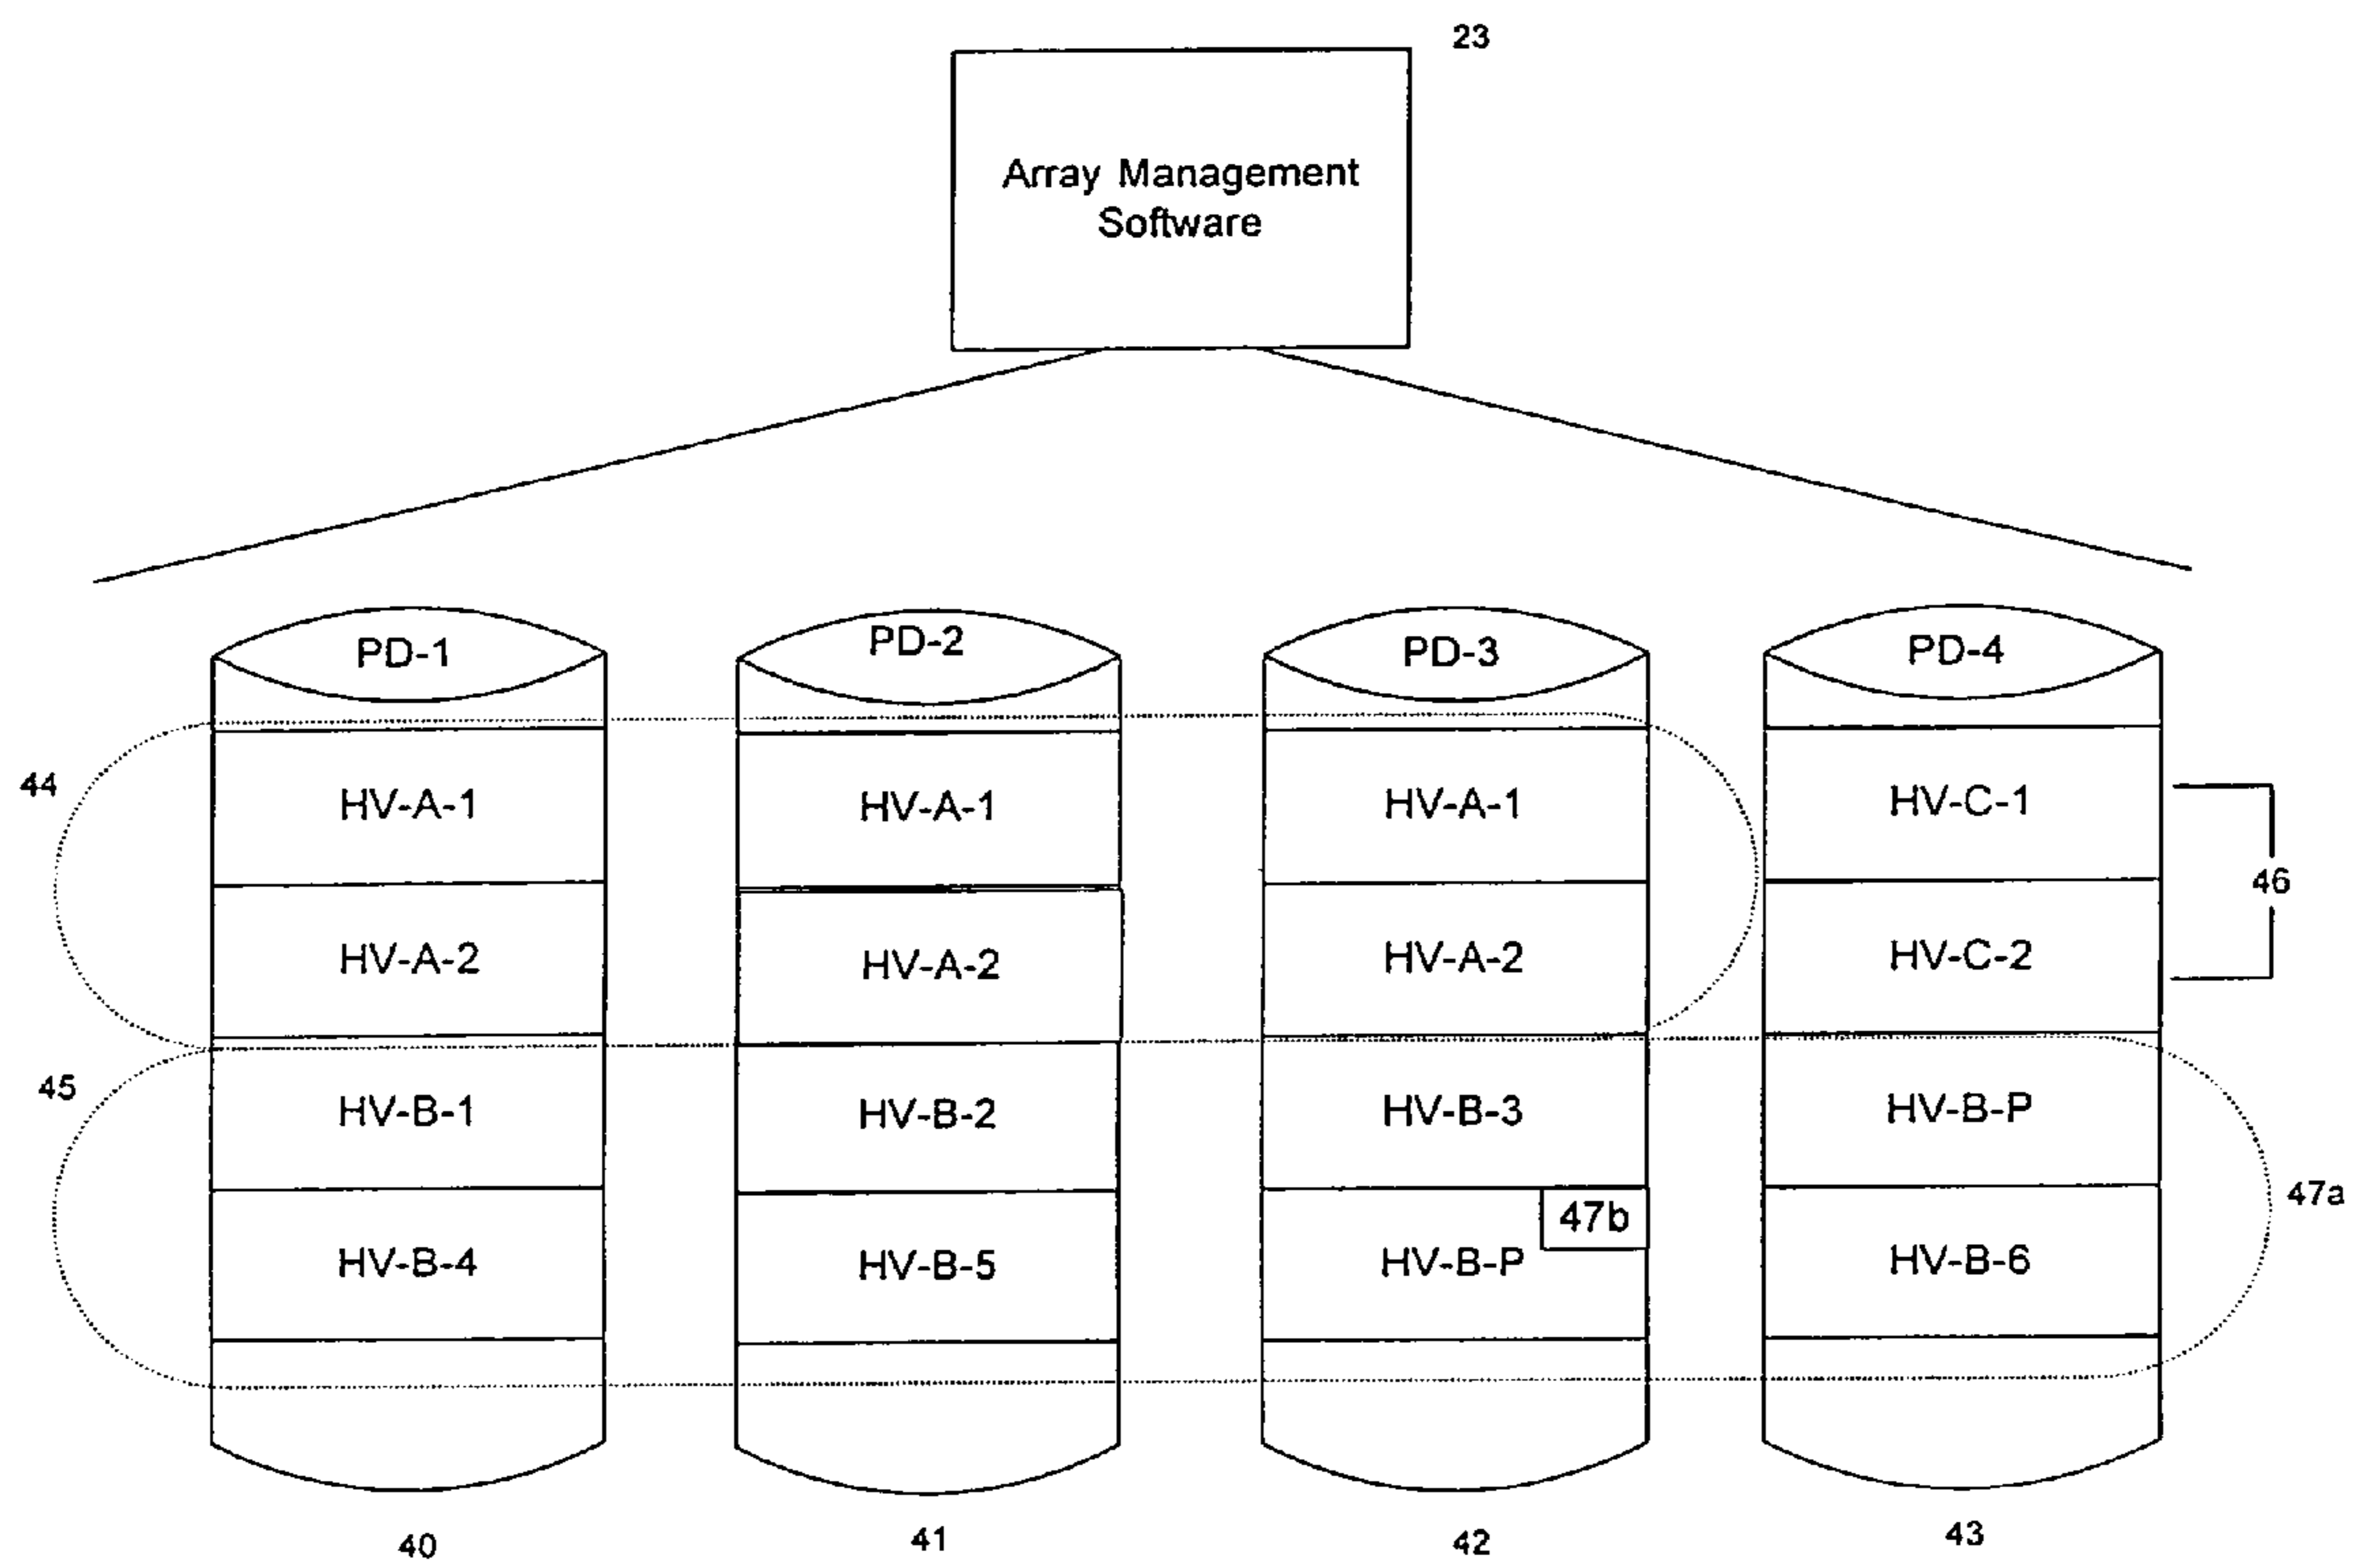 23
Array Management
Software
PD-1
PD-2
PD-3
PD-4
44
HV-A-1
HV-A-1
HV-A-1
HV-C-1
46
HV-A-2
HV-A-2
HV-A-2
HV-C-2
45
HV-B-1
HV-B-2
HV-B-3
HV-B-P
47a
47b
HV-B-4
HV-B-5
HV-B-P
HV-B-6
40
41
42
43